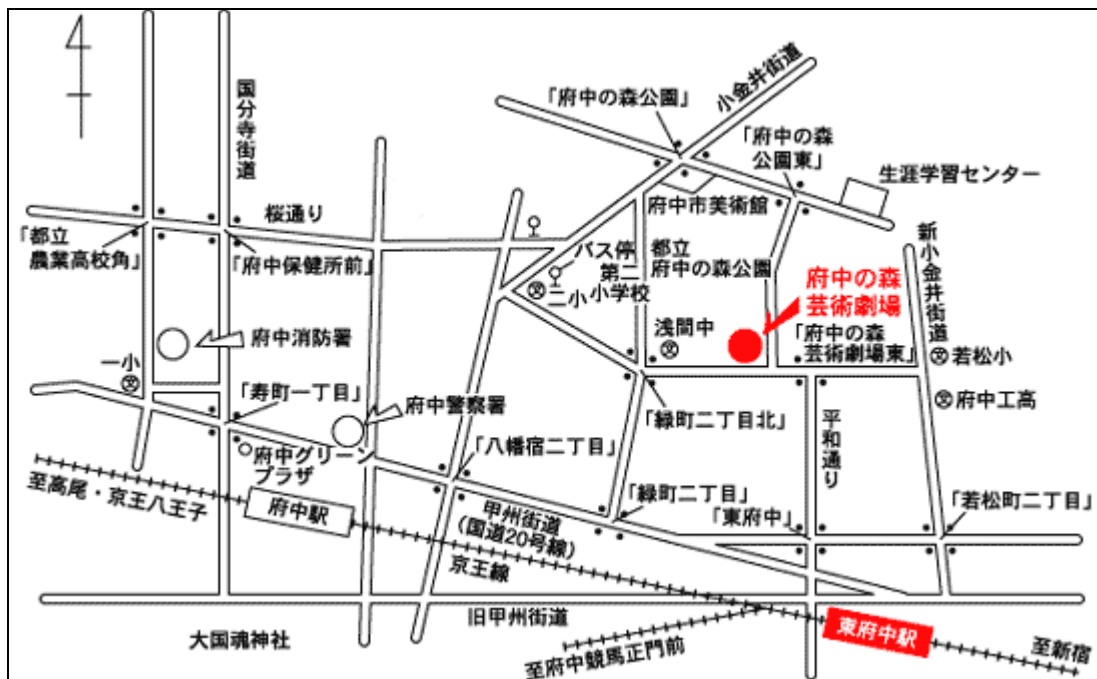 小金井街道
「府中の森公園」
国分寺街道
「府中の森
公園東」
生涯学習センター
府中市美術館
桜通り
「都立
農業高校角」
「府中保健所前」
バス停
第二
小学校
二小
都立
府中の森公園
新小金井街道
府中の森
芸術劇場
浅間中
「府中の森
芸術劇場東」
若松小
府中消防署
一小
「寿町一丁目」
府中警察署
府中工高
「緑町二丁目北」
平和通り
「八幡宿二丁目」
府中グリーン
プラザ
至高尾・京王八王子
府中駅
「緑町二丁目」
「若松町二丁目」
「東府中」
甲州街道
(国道20号線)
京王線
旧甲州街道
大国魂神社
東府中駅
至府中競馬正門前
至新宿